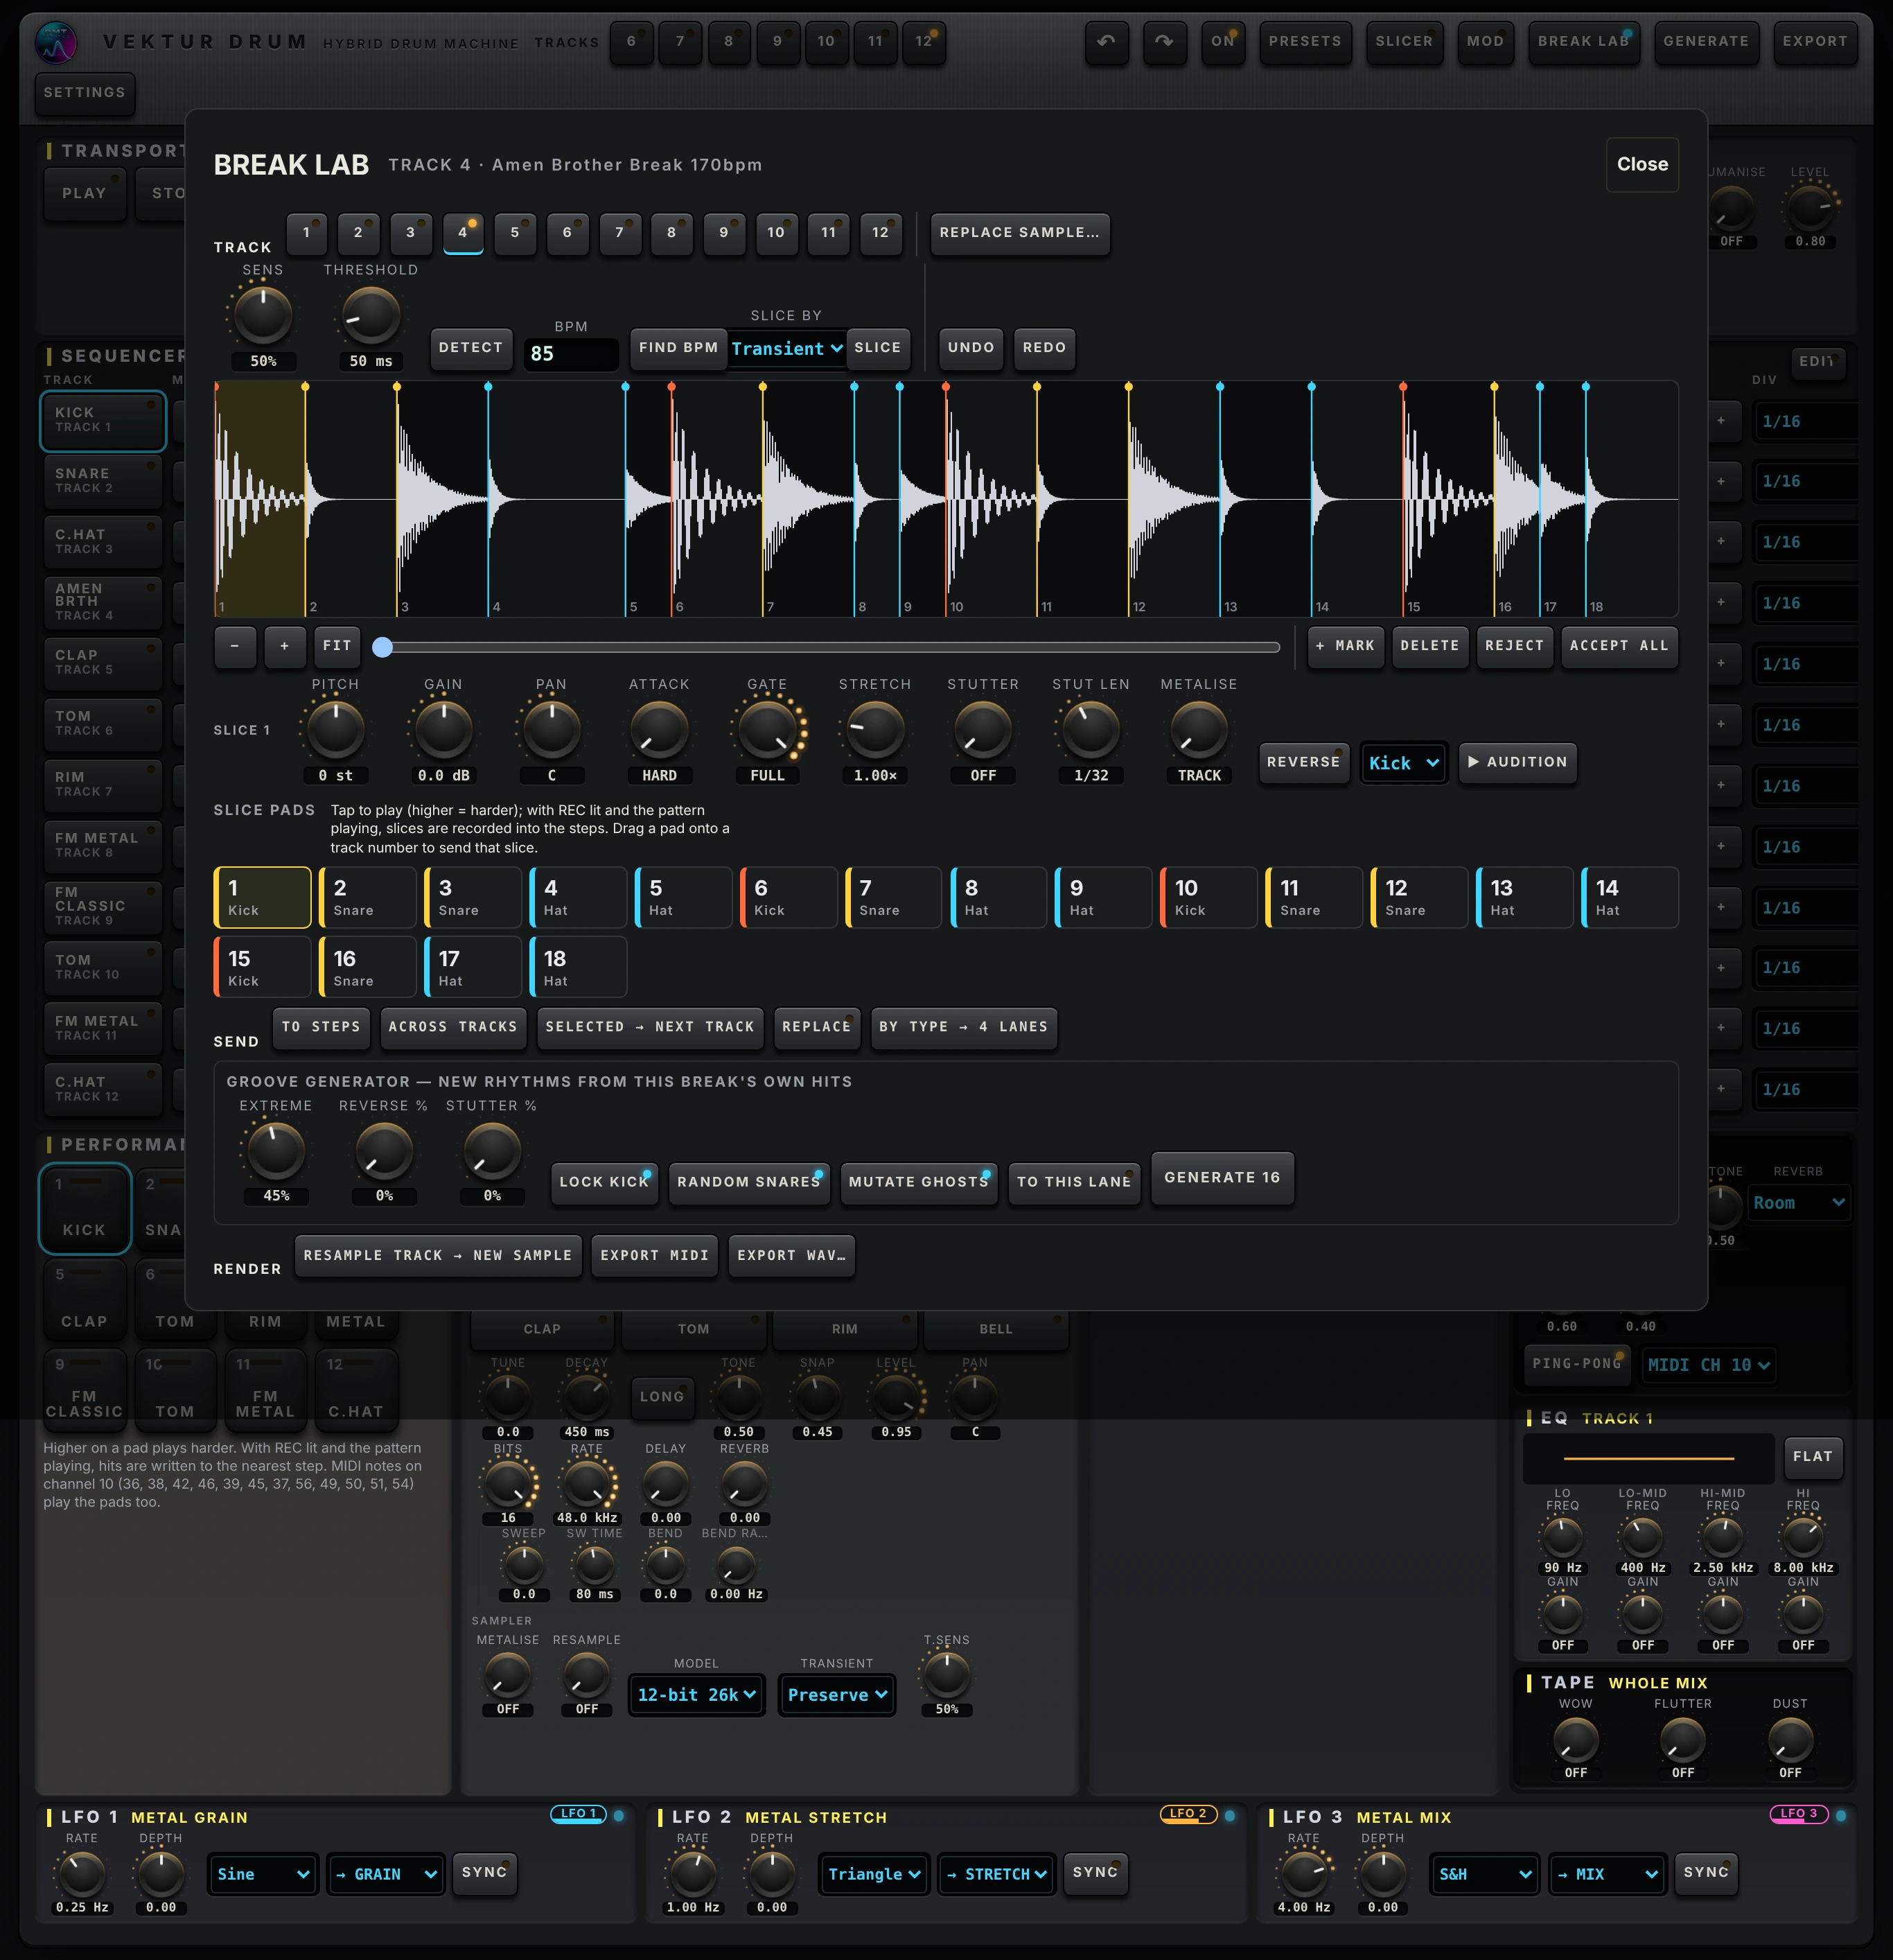 VEKTUR DRUM HYBRID DRUM MACHINE TRACKS 6 7 8 9 10 11 12 ↶ ↷ ON PRESETS SLICER MOD BREAK LAB GENERATE EXPORT
SETTINGS
TRANSPORT
PLAY STO
UMANISE LEVEL
OFF 0.80
BREAK LAB TRACK 4 · Amen Brother Break 170bpm Close
TRACK 1 2 3 4 5 6 7 8 9 10 11 12 REPLACE SAMPLE…
SENS THRESHOLD
DETECT BPM 85 FIND BPM SLICE BY Transient SLICE UNDO REDO
50% 50 ms
1 2 3 4 5 6 7 8 9 10 11 12 13 14 15 16 17 18
− + FIT + MARK DELETE REJECT ACCEPT ALL
PITCH GAIN PAN ATTACK GATE STRETCH STUTTER STUT LEN METALISE
SLICE 1 REVERSE Kick ▶ AUDITION
0 st 0.0 dB C HARD FULL 1.00× OFF 1/32 TRACK
SLICE PADS Tap to play (higher = harder); with REC lit and the pattern
playing, slices are recorded into the steps. Drag a pad onto a
track number to send that slice.
1 2 3 4 5 6 7 8 9 10 11 12 13 14
Kick Snare Snare Hat Hat Kick Snare Hat Hat Kick Snare Snare Hat Hat
15 16 17 18
Kick Snare Hat Hat
SEND TO STEPS ACROSS TRACKS SELECTED → NEXT TRACK REPLACE BY TYPE → 4 LANES
GROOVE GENERATOR — NEW RHYTHMS FROM THIS BREAK'S OWN HITS
EXTREME REVERSE % STUTTER %
LOCK KICK RANDOM SNARES MUTATE GHOSTS TO THIS LANE GENERATE 16
45% 0% 0%
RENDER RESAMPLE TRACK → NEW SAMPLE EXPORT MIDI EXPORT WAV…
SEQUENCER
TRACK M
KICK
TRACK 1
SNARE
TRACK 2
C.HAT
TRACK 3
AMEN
BRTH
TRACK 4
CLAP
TRACK 5
TOM
TRACK 6
RIM
TRACK 7
FM METAL
TRACK 8
FM
CLASSIC
TRACK 9
TOM
TRACK 10
FM METAL
TRACK 11
C.HAT
TRACK 12
EDIT
DIV
+ 1/16
+ 1/16
+ 1/16
+ 1/16
+ 1/16
+ 1/16
+ 1/16
+ 1/16
+ 1/16
+ 1/16
+ 1/16
+ 1/16
PERFORMA
1 2
KICK SNA
5 6
CLAP TOM RIM METAL
9 10 11 12
FM
CLASSIC TOM FM
METAL C.HAT
Higher on a pad plays harder. With REC lit and the pattern
playing, hits are written to the nearest step. MIDI notes on
channel 10 (36, 38, 42, 46, 39, 45, 37, 56, 49, 50, 51, 54)
play the pads too.
CLAP TOM RIM BELL
TUNE DECAY TONE SNAP LEVEL PAN
LONG
0.0 450 ms 0.50 0.45 0.95 C
BITS RATE DELAY REVERB
16 48.0 kHz 0.00 0.00
SWEEP SW TIME BEND BEND RA…
0.0 80 ms 0.0 0.00 Hz
SAMPLER
METALISE RESAMPLE MODEL TRANSIENT T.SENS
12-bit 26k Preserve
OFF OFF 50%
TONE REVERB
Room
0.50
0.60 0.40
PING-PONG MIDI CH 10
EQ TRACK 1
FLAT
LO
FREQ LO-MID
FREQ HI-MID
FREQ HI
FREQ
90 Hz 400 Hz 2.50 kHz 8.00 kHz
GAIN GAIN GAIN GAIN
OFF OFF OFF OFF
TAPE WHOLE MIX
WOW FLUTTER DUST
OFF OFF OFF
LFO 1 METAL GRAIN LFO 1
RATE DEPTH
Sine → GRAIN SYNC
0.25 Hz 0.00
LFO 2 METAL STRETCH LFO 2
RATE DEPTH
Triangle → STRETCH SYNC
1.00 Hz 0.00
LFO 3 METAL MIX LFO 3
RATE DEPTH
S&H → MIX SYNC
4.00 Hz 0.00